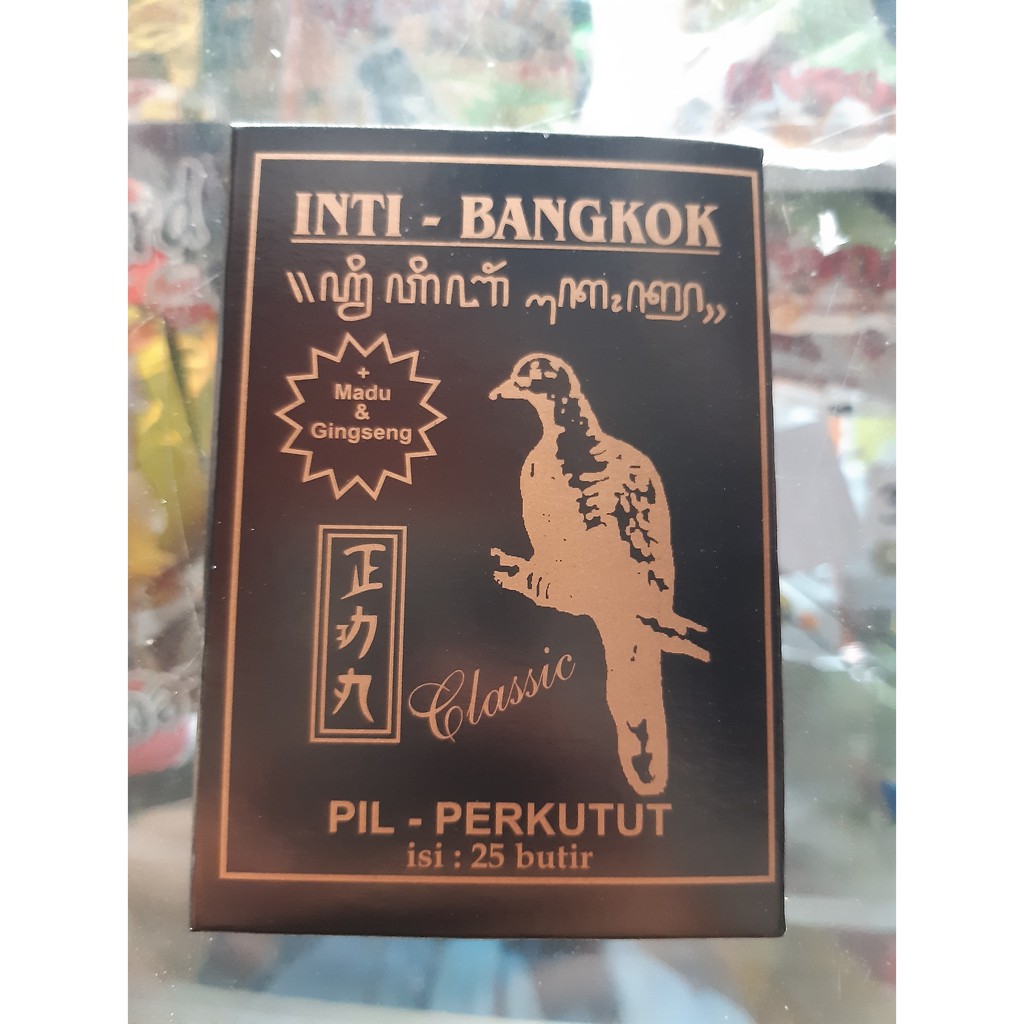 INTI - BANGKOK
+
Madu
&
Gingseng
正功丸
Classic
PIL - PERKUTUT
isi : 25 butir